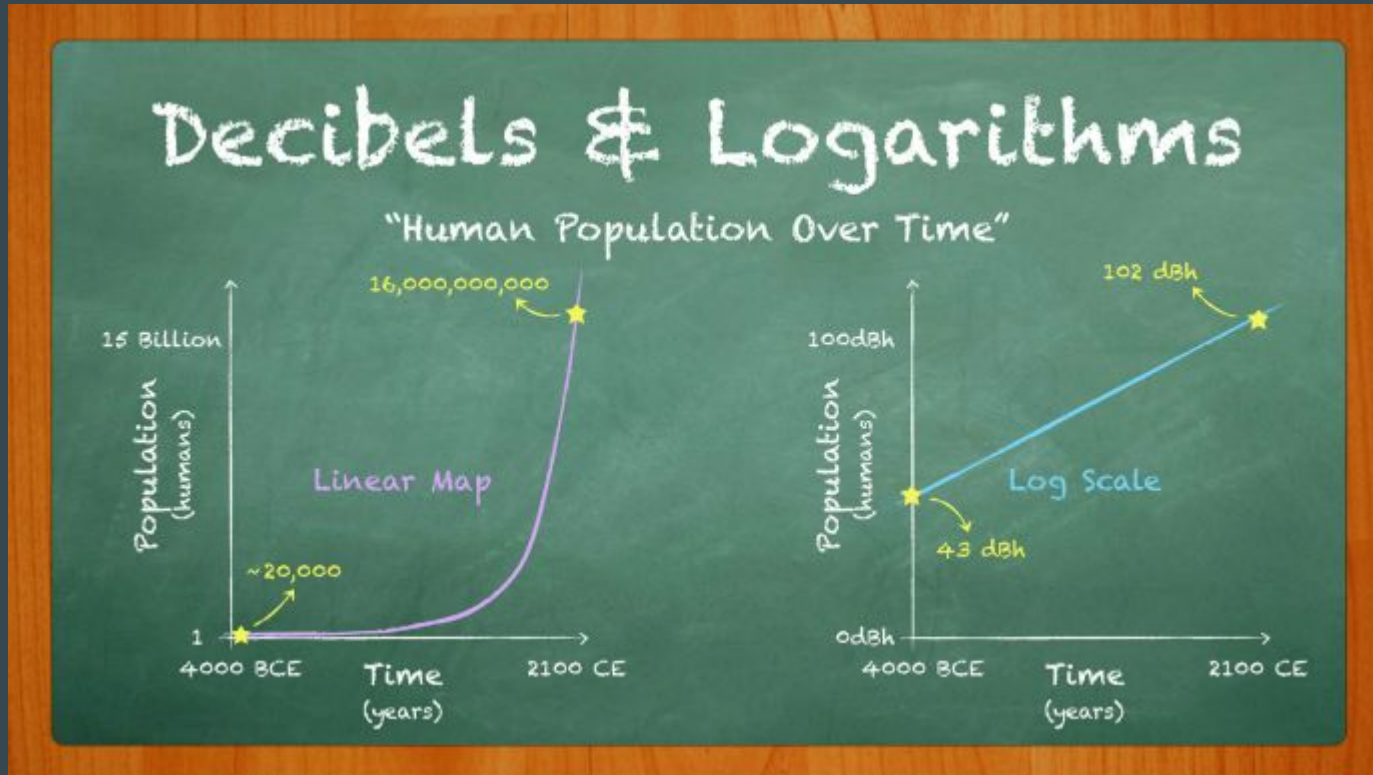 Decibels & Logarithms
"Human Population Over Time"
16,000,000,000
15 Billion
Population
(humans)
Linear Map
~20,000
1
4000 BCE
Time
(years)
2100 CE
102 dBh
100dBh
Population
(humans)
Log Scale
43 dBh
0dBh
4000 BCE
Time
(years)
2100 CE